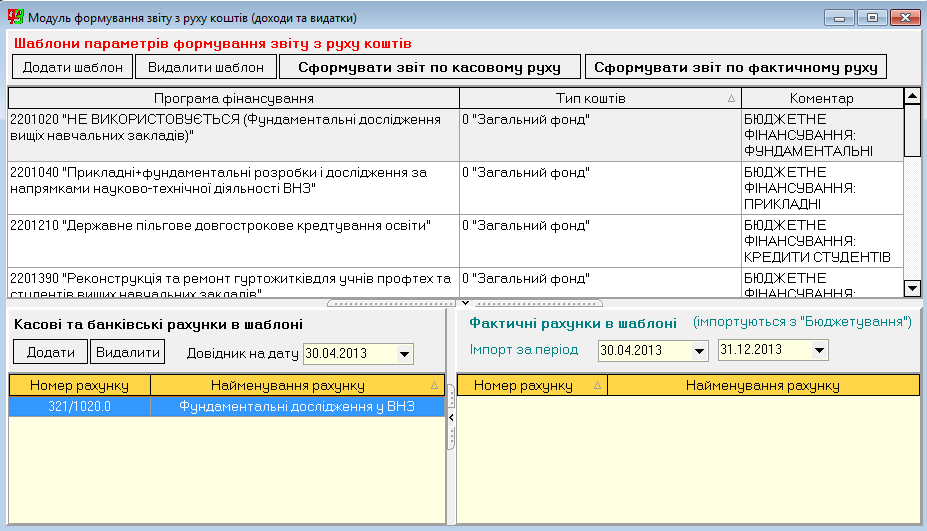 Модуль формування звіту з руху коштів (доходи та видатки)
Шаблони параметрів формування звіту з руху коштів
Додати шаблон Видалити шаблон Сформувати звіт по касовому руху Сформувати звіт по фактичному руху
Програма фінансування Тип коштів Коментар
2201020 "НЕ ВИКОРИСТОВУЄТЬСЯ (Фундаментальні дослідження вищіх навчальних закладів)" 0 "Загальний фонд" БЮДЖЕТНЕ ФІНАНСУВАННЯ: ФУНДАМЕНТАЛЬНІ
2201040 "Прикладні+фундаментальні розробки і дослідження за напрямками науково-технічної діяльності ВНЗ" 0 "Загальний фонд" БЮДЖЕТНЕ ФІНАНСУВАННЯ: ПРИКЛАДНІ
2201210 "Державне пільгове довгострокове кредтування освіти" 0 "Загальний фонд" БЮДЖЕТНЕ ФІНАНСУВАННЯ: КРЕДИТИ СТУДЕНТІВ
2201390 "Реконструкція та ремонт гуртожитківдля учнів профтех та студентів вищих навчальних закладів" 0 "Загальний фонд" БЮДЖЕТНЕ ФІНАНСУВАННЯ:
Касові та банківські рахунки в шаблоні
Додати Видалити Довідник на дату 30.04.2013
Номер рахунку Найменування рахунку
321/1020.0 Фундаментальні дослідження у ВНЗ
Фактичні рахунки в шаблоні (імпортуються з "Бюджетування")
Імпорт за період 30.04.2013 31.12.2013
Номер рахунку Найменування рахунку